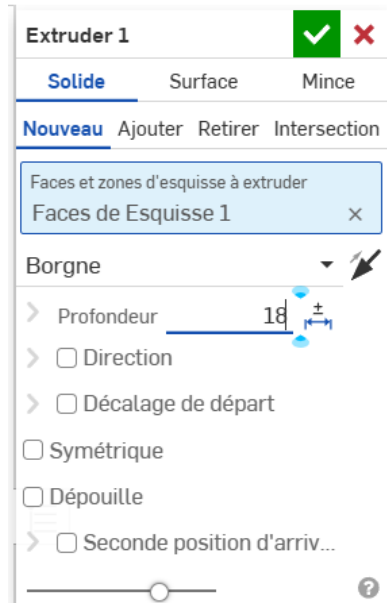 Extruder 1
Solide Surface Mince
Nouveau Ajouter Retirer Intersection
Faces et zones d'esquisse à extruder
Faces de Esquisse 1
Borgne
Profondeur 18
Direction
Décalage de départ
Symétrique
Dépouille
Seconde position d'arriv...